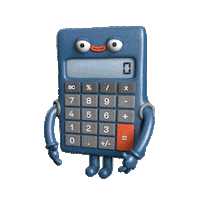 0
AC % / ×
7 8 9 -
4 5 6 +
1 2 3 =
0 . +/-